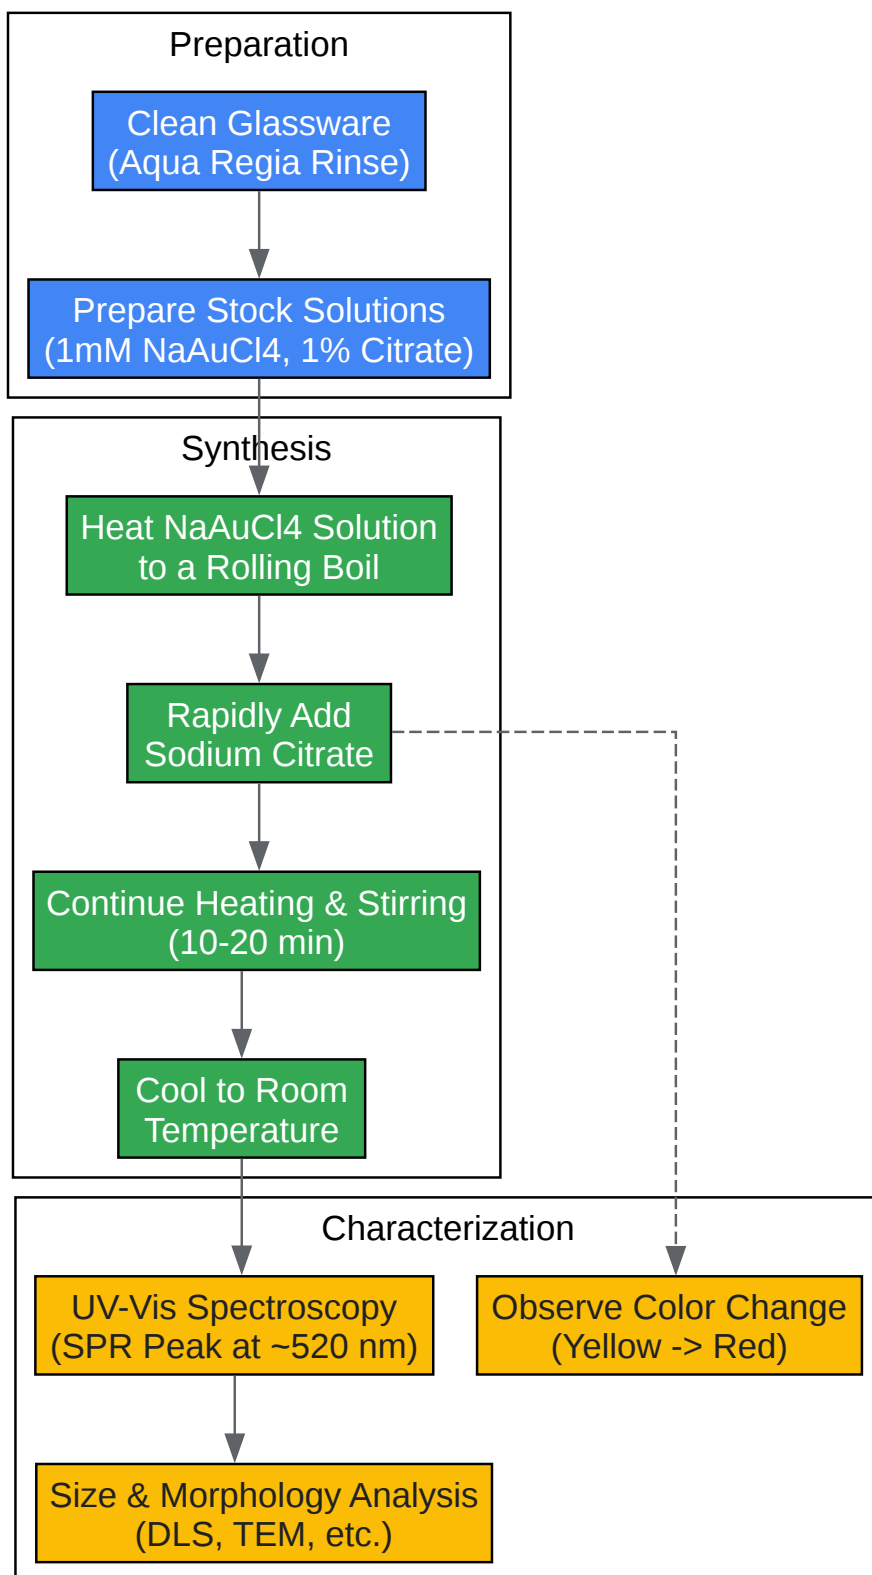 Preparation
Clean Glassware
(Aqua Regia Rinse)
Prepare Stock Solutions
(1mM NaAuCl4, 1% Citrate)
Synthesis
Heat NaAuCl4 Solution
to a Rolling Boil
Rapidly Add
Sodium Citrate
Continue Heating & Stirring
(10-20 min)
Cool to Room
Temperature
Characterization
UV-Vis Spectroscopy
(SPR Peak at ~520 nm)
Observe Color Change
(Yellow -> Red)
Size & Morphology Analysis
(DLS, TEM, etc.)